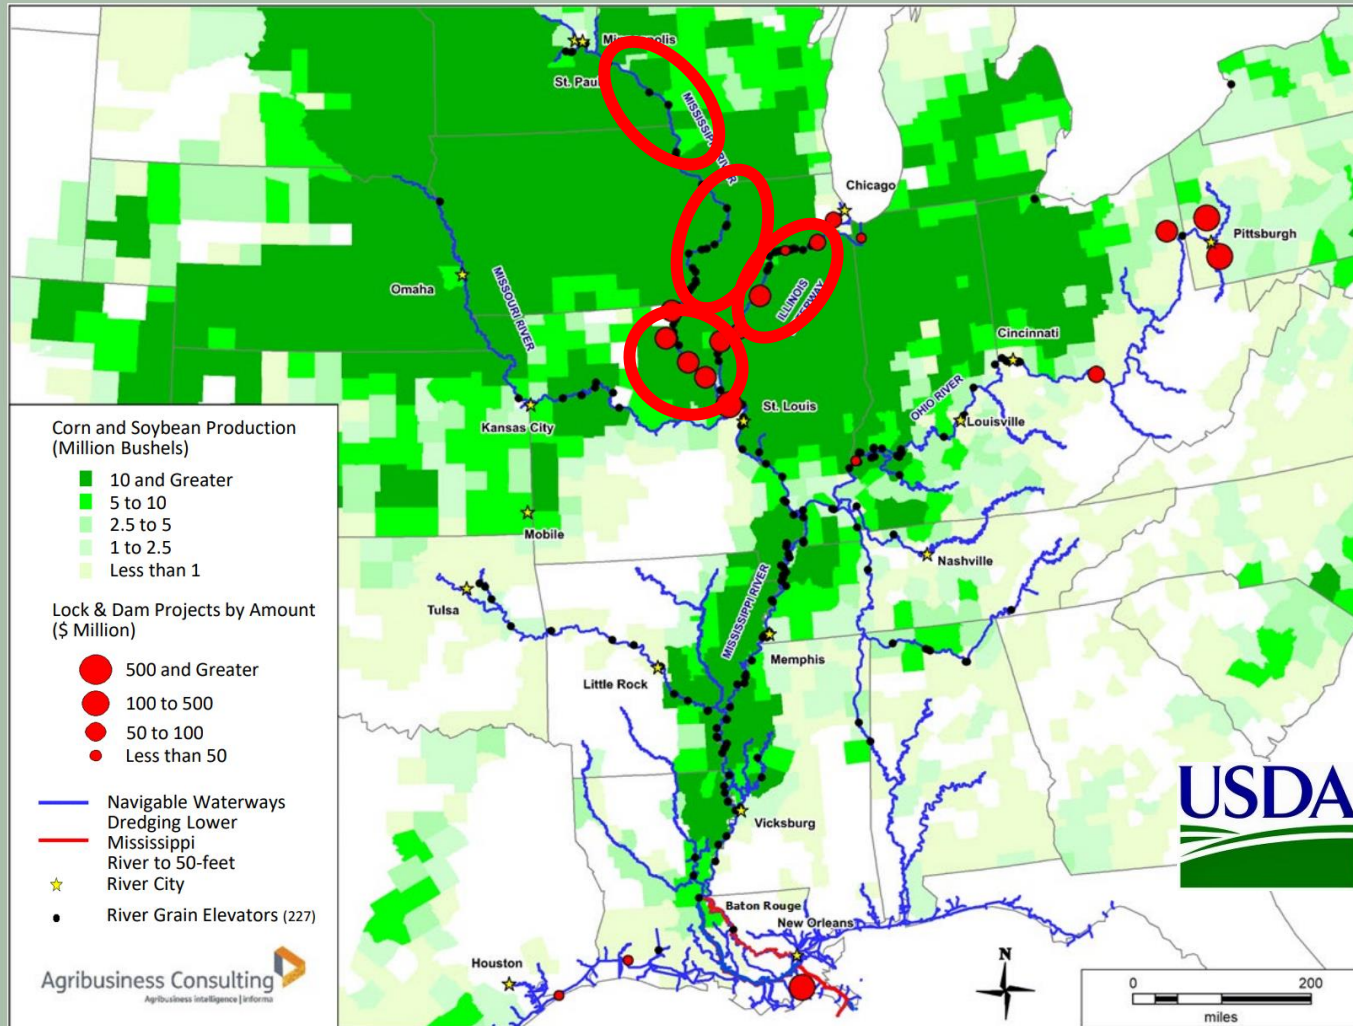 Minneapolis
St. Paul
MISSISSIPPI RIVER
Chicago
Pittsburgh
Omaha
MISSOURI RIVER
ILLINOIS
Cincinnati
OHIO RIVER
St. Louis
Louisville
Kansas City
Mobile
Nashville
Tulsa
MISSISSIPPI RIVER
Memphis
Little Rock
Vicksburg
Baton Rouge
New Orleans
Houston
Corn and Soybean Production
(Million Bushels)
10 and Greater
5 to 10
2.5 to 5
1 to 2.5
Less than 1
Lock & Dam Projects by Amount
($ Million)
500 and Greater
100 to 500
50 to 100
Less than 50
Navigable Waterways
Dredging Lower
Mississippi
River to 50-feet
River City
River Grain Elevators (227)
Agribusiness Consulting
Agribusiness intelligence | informa
USDA
N
0 200
miles